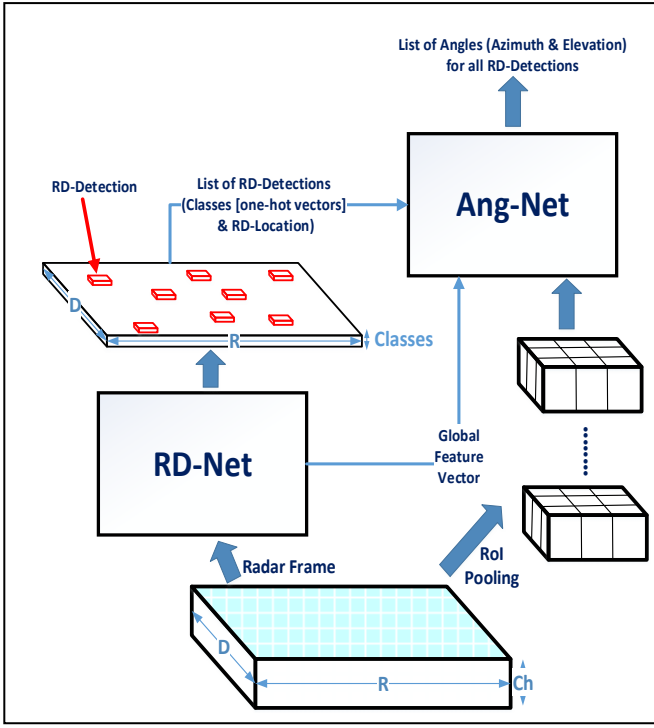 List of Angles (Azimuth & Elevation)
for all RD-Detections
Ang-Net
RD-Detection
List of RD-Detections
(Classes [one-hot vectors]
& RD-Location)
D
R
Classes
RD-Net
Global
Feature
Vector
Radar Frame
RoI
Pooling
D
R
Ch